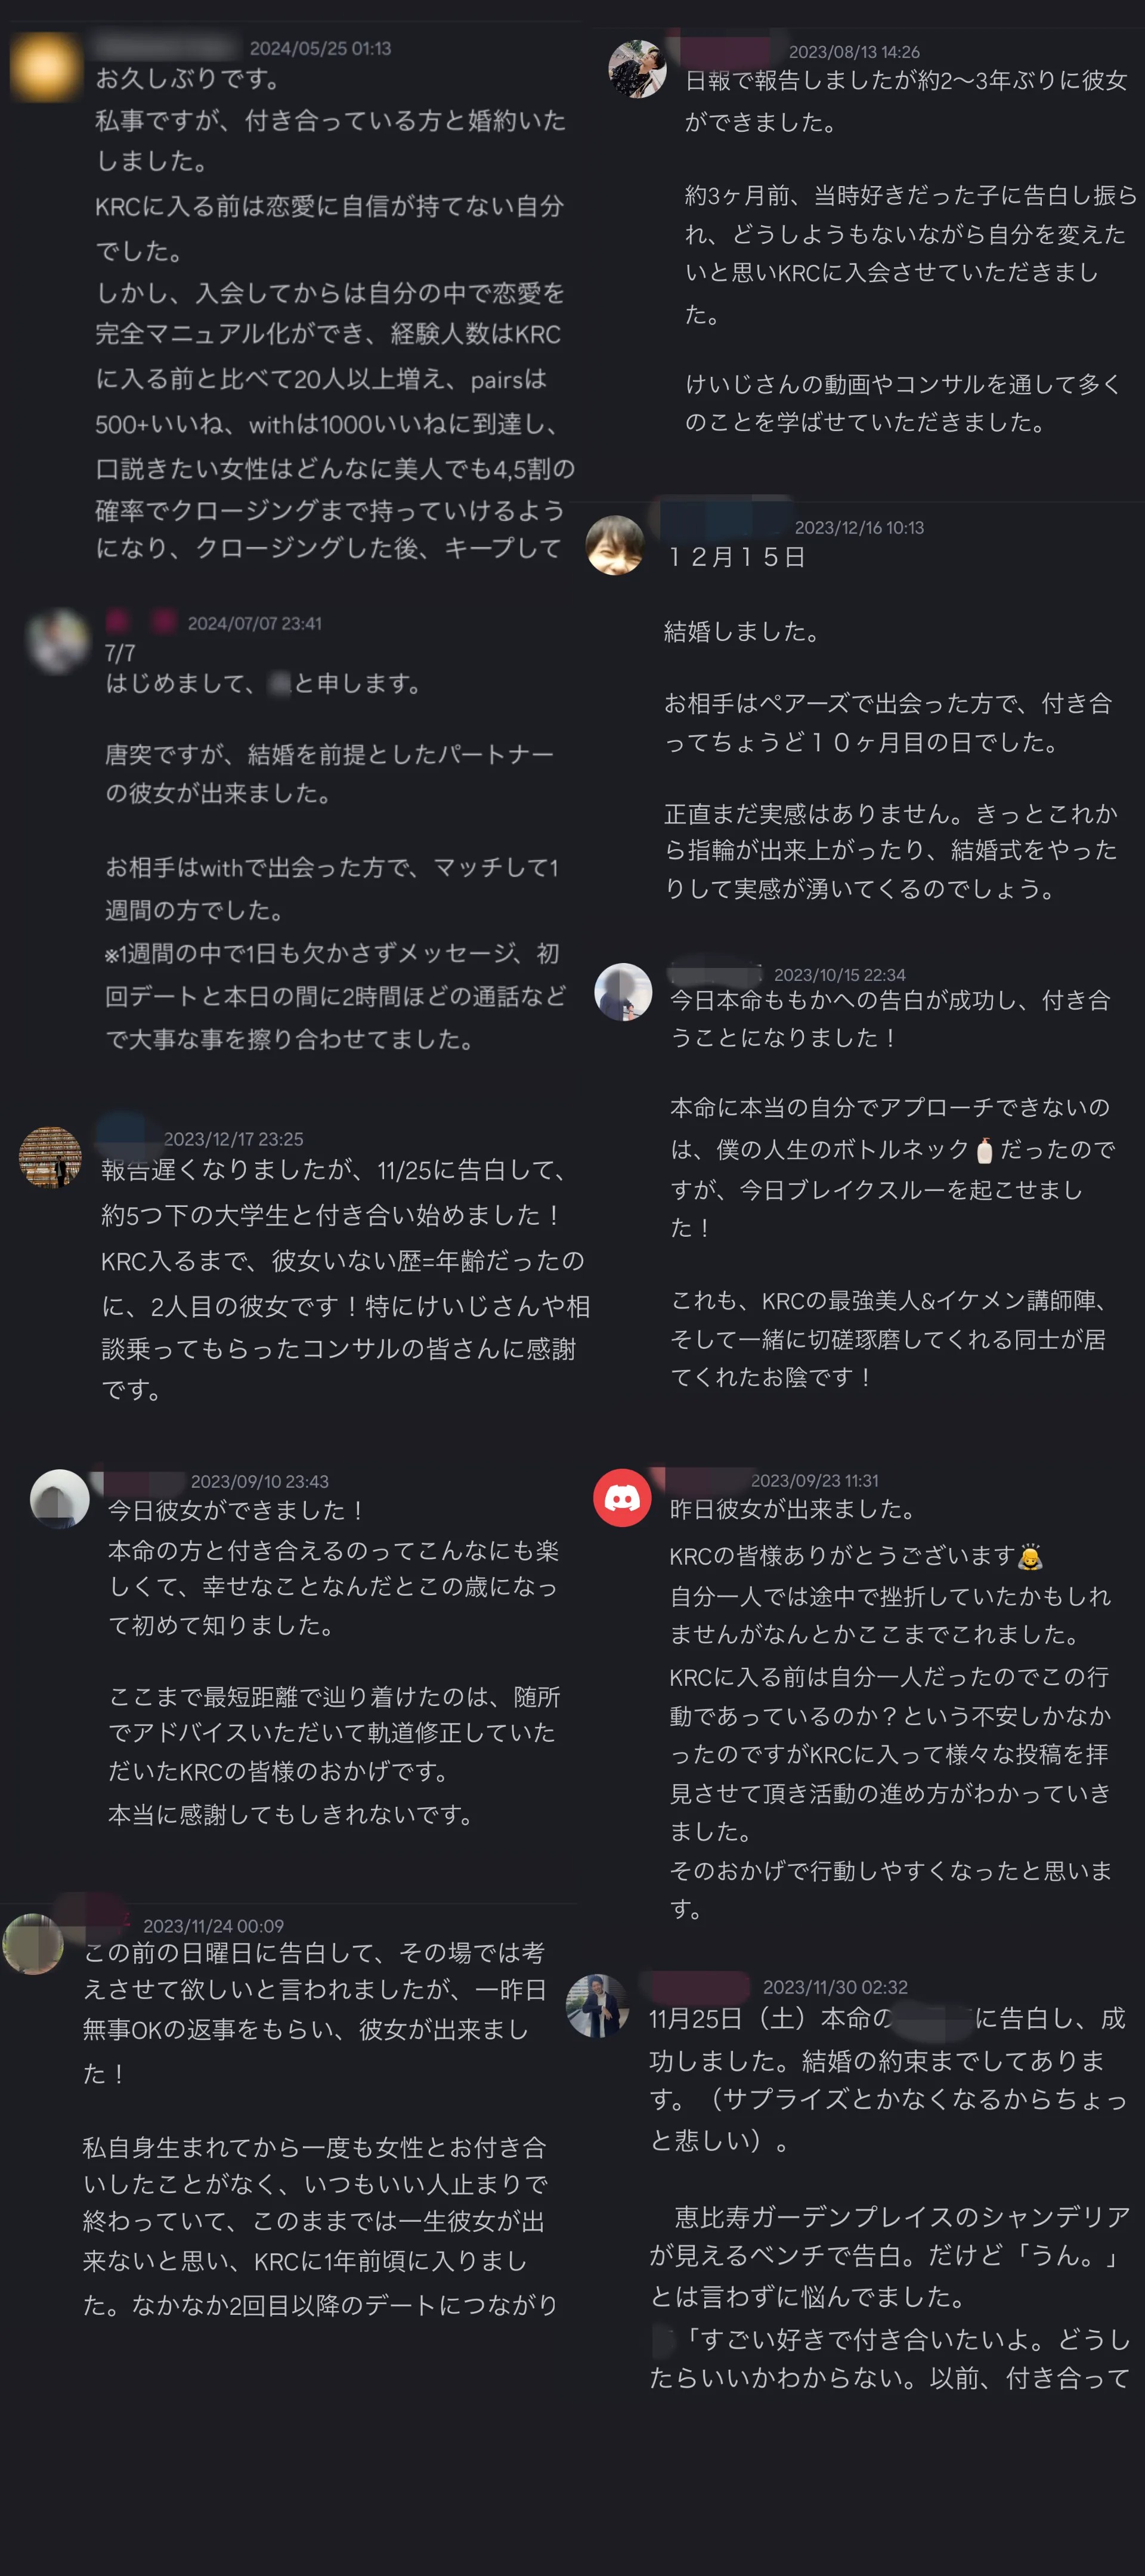 2024/05/25 01:13
お久しぶりです。
私事ですが、付き合っている方と婚約いた
しました。
KRCに入る前は恋愛に自信が持てない自分
でした。
しかし、入会してからは自分の中で恋愛を
完全マニュアル化ができ、経験人数はKRC
に入る前と比べて20人以上増え、pairsは
500+いいね、withは1000いいねに到達し、
口説きたい女性はどんなに美人でも4,5割の
確率でクロージングまで持っていけるよう
になり、クロージングした後、キープして
2024/07/07 23:41
7/7
はじめまして、 と申します。
唐突ですが、結婚を前提としたパートナー
の彼女が出来ました。
お相手はwithで出会った方で、マッチして1
週間の方でした。
※1週間の中で1日も欠かさずメッセージ、初
回デートと本日の間に2時間ほどの通話など
で大事な事を擦り合わせてました。
2023/12/17 23:25
報告遅くなりましたが、11/25に告白して、
約5つ下の大学生と付き合い始めました！
KRC入るまで、彼女いない歴=年齢だったの
に、2人目の彼女です！特にけいじさんや相
談乗ってもらったコンサルの皆さんに感謝
です。
2023/09/10 23:43
今日彼女ができました！
本命の方と付き合えるのってこんなにも楽
しくて、幸せなことなんだとこの歳になっ
て初めて知りました。
ここまで最短距離で辿り着けたのは、随所
でアドバイスいただいて軌道修正していた
だいたKRCの皆様のおかげです。
本当に感謝してもしきれないです。
2023/11/24 00:09
この前の日曜日に告白して、その場では考
えさせて欲しいと言われましたが、一昨日
無事OKの返事をもらい、彼女が出来まし
た！
私自身生まれてから一度も女性とお付き合
いしたことがなく、いつもいい人止まりで
終わっていて、このままでは一生彼女が出
来ないと思い、KRCに1年前頃に入りまし
た。なかなか2回目以降のデートにつながり
2023/08/13 14:26
日報で報告しましたが約2〜3年ぶりに彼女
ができました。
約3ヶ月前、当時好きだった子に告白し振ら
れ、どうしようもないながら自分を変えた
いと思いKRCに入会させていただきまし
た。
けいじさんの動画やコンサルを通して多く
のことを学ばせていただきました。
2023/12/16 10:13
１２月１５日
結婚しました。
お相手はペアーズで出会った方で、付き合
ってちょうど１０ヶ月目の日でした。
正直まだ実感はありません。きっとこれか
ら指輪が出来上がったり、結婚式をやった
りして実感が湧いてくるのでしょう。
2023/10/15 22:34
今日本命ももかへの告白が成功し、付き合
うことになりました！
本命に本当の自分でアプローチできないの
は、僕の人生のボトルネック🧴だったので
すが、今日ブレイクスルーを起こせまし
た！
これも、KRCの最強美人&イケメン講師陣、
そして一緒に切磋琢磨してくれる同士が居
てくれたお陰です！
2023/09/23 11:31
昨日彼女が出来ました。
KRCの皆様ありがとうございます🙇
自分一人では途中で挫折していたかもしれ
ませんがなんとかここまでこれました。
KRCに入る前は自分一人だったのでこの行
動であっているのか？という不安しかなか
ったのですがKRCに入って様々な投稿を拝
見させて頂き活動の進め方がわかっていき
ました。
そのおかげで行動しやすくなったと思いま
す。
2023/11/30 02:32
11月25日（土）本命の に告白し、成
功しました。結婚の約束までしてありま
す。（サプライズとかなくなるからちょっ
と悲しい）。
恵比寿ガーデンプレイスのシャンデリア
が見えるベンチで告白。だけど「うん。」
とは言わずに悩んでました。
「すごい好きで付き合いたいよ。どうし
たらいいかわからない。以前、付き合って